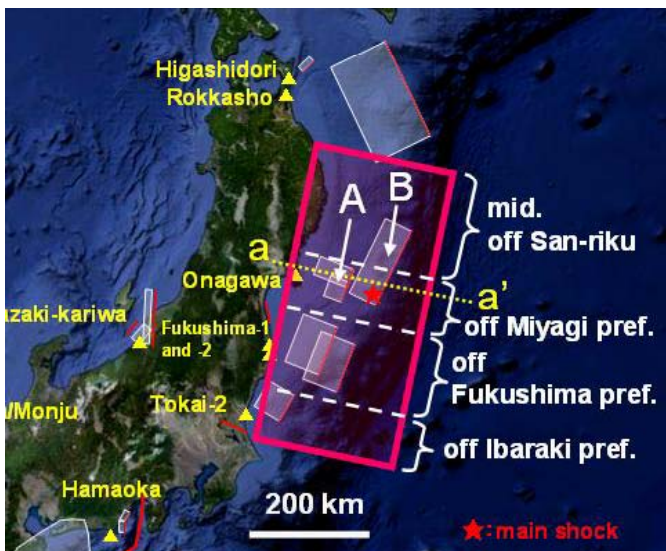 Higashidori
Rokkasho
A
B
mid.
off San-riku
a
Onagawa
a'
azaki-kariwa
Fukushima-1
and -2
off Miyagi pref.
off
Fukushima pref.
/Monju
Tokai-2
off Ibaraki pref.
Hamaoka
200 km
★:main shock